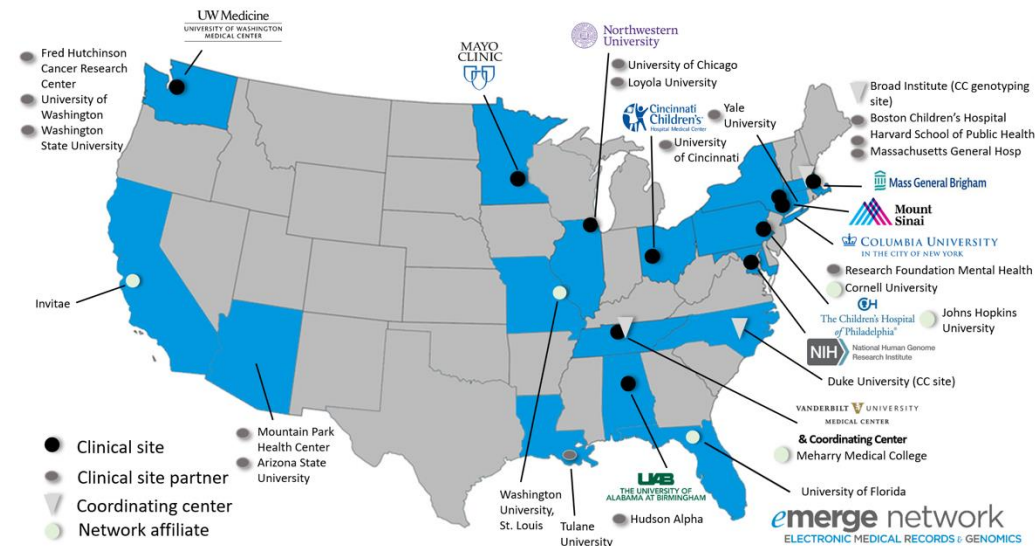 UW Medicine
UNIVERSITY OF WASHINGTON
MEDICAL CENTER
Fred Hutchinson
Cancer Research
Center
University of
Washington
Washington
State University
MAYO
CLINIC
Northwestern
University
University of Chicago
Loyola University
Cincinnati
Children's
Hospital Medical Center
University
of Cincinnati
Yale
University
Broad Institute (CC genotyping
site)
Boston Children's Hospital
Harvard School of Public Health
Massachusetts General Hosp
Mass General Brigham
Mount
Sinai
COLUMBIA UNIVERSITY
IN THE CITY OF NEW YORK
Research Foundation Mental Health
Cornell University
CH
The Children's Hospital
of Philadelphia®
Johns Hopkins
University
NIH
National Human Genome
Research Institute
Duke University (CC site)
VANDERBILT V UNIVERSITY
MEDICAL CENTER
& Coordinating Center
Meharry Medical College
University of Florida
Invitae
Mountain Park
Health Center
Arizona State
University
Washington
University,
St. Louis
Tulane
University
UAB
THE UNIVERSITY OF
ALABAMA AT BIRMINGHAM
Hudson Alpha
Clinical site
Clinical site partner
Coordinating center
Network affiliate
emerge network
ELECTRONIC MEDICAL RECORDS & GENOMICS